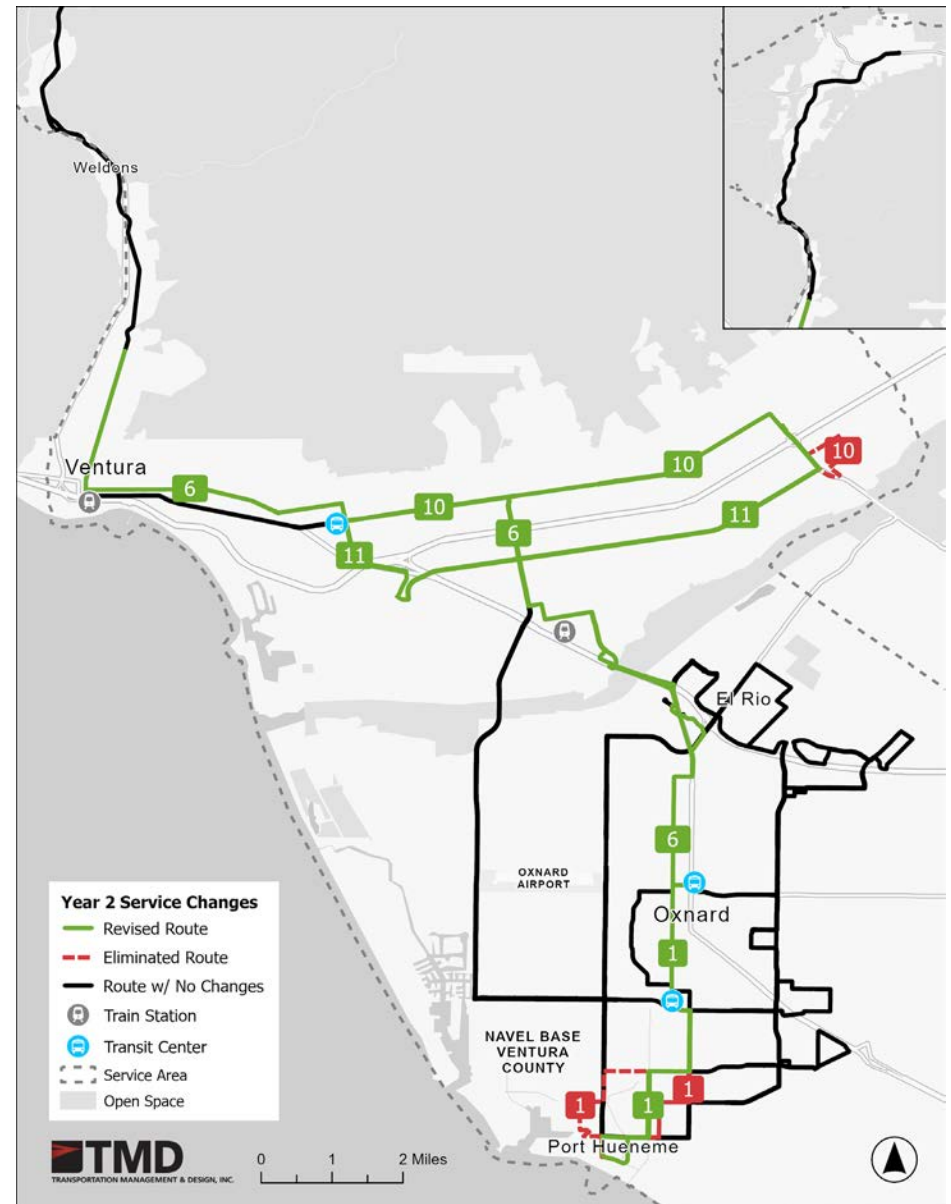 Weldons
Ventura
6
10
10
10
11
11
6
El Rio
6
OXNARD
AIRPORT
Oxnard
1
NAVEL BASE
VENTURA
COUNTY
1
1
1
Port Hueneme
Year 2 Service Changes
Revised Route
Eliminated Route
Route w/ No Changes
Train Station
Transit Center
Service Area
Open Space
TMD
TRANSPORTATION MANAGEMENT & DESIGN, INC.
0 1 2 Miles